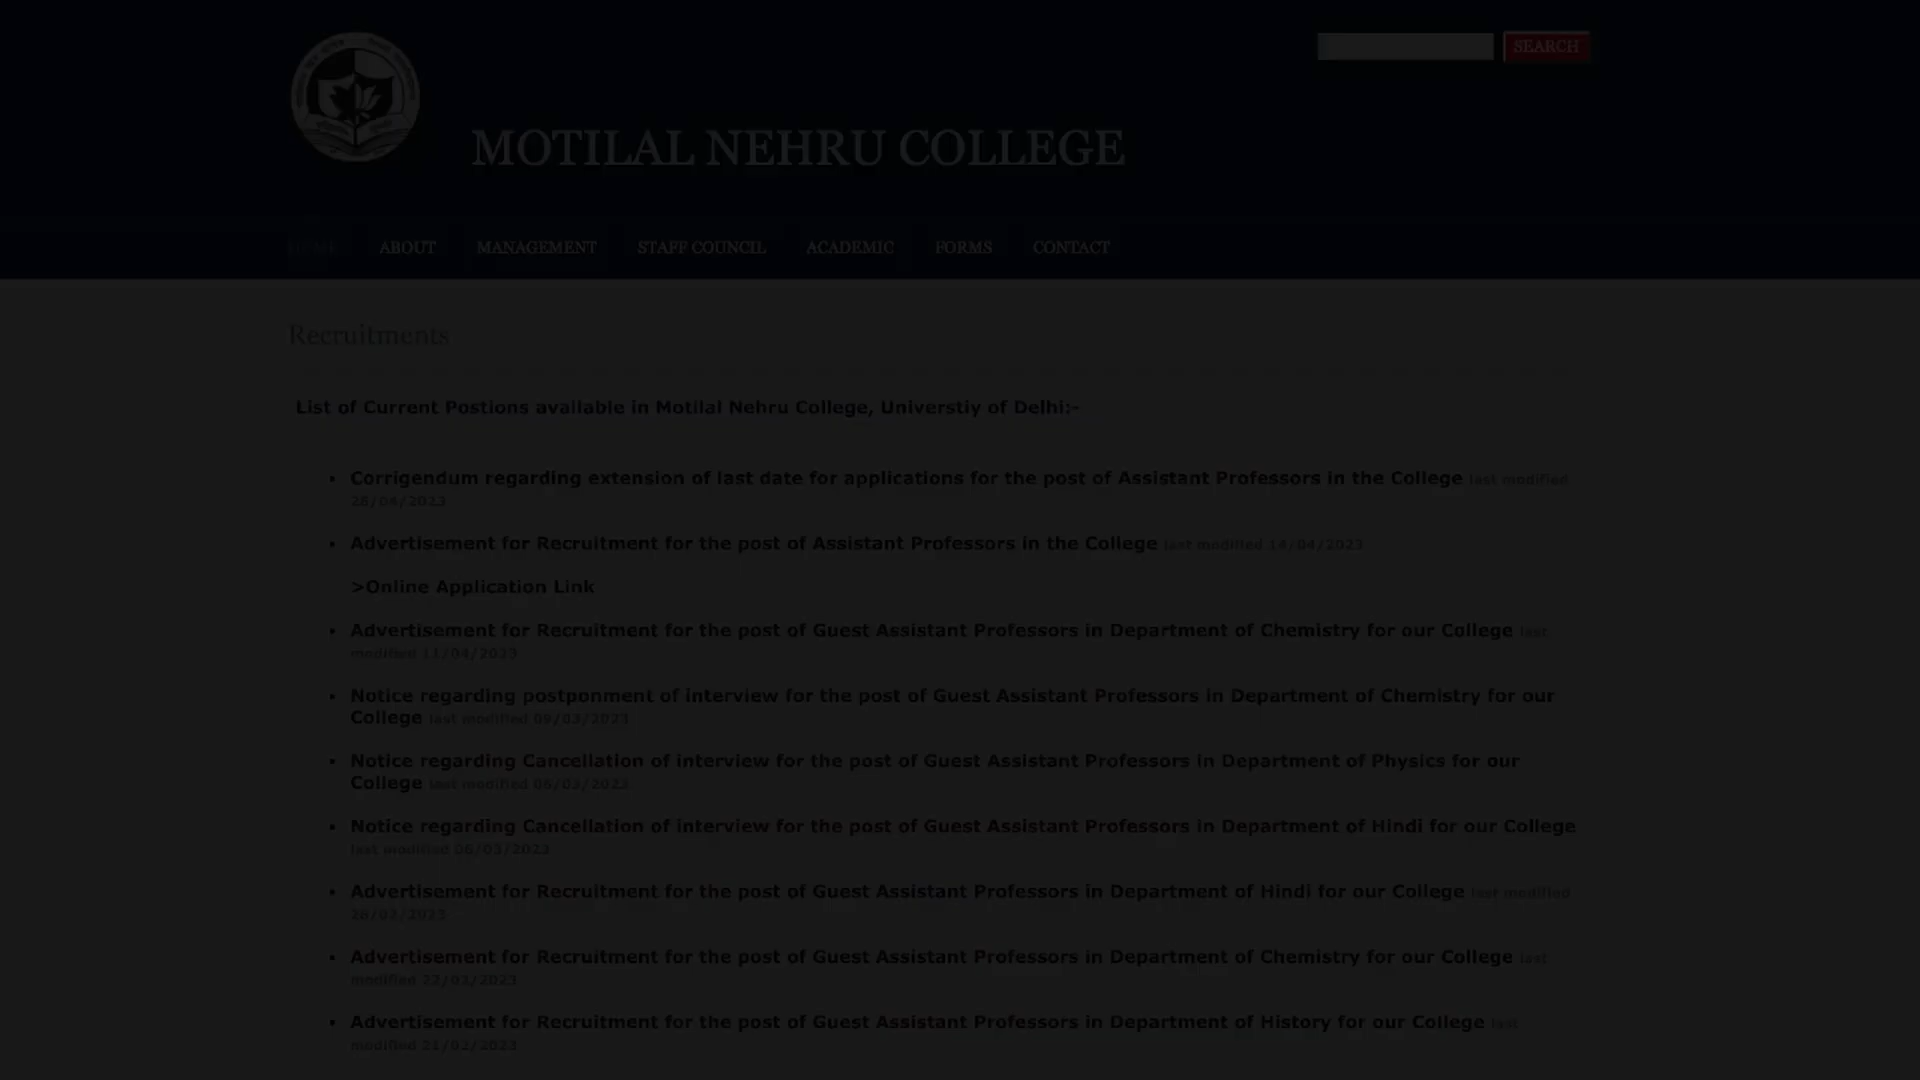 SEARCH
MOTILAL NEHRU COLLEGE
HOME ABOUT MANAGEMENT STAFF COUNCIL ACADEMIC FORMS CONTACT
Recruitments
List of Current Postions available in Motilal Nehru College, Universtiy of Delhi:-
Corrigendum regarding extension of last date for applications for the post of Assistant Professors in the College last modified
28/04/2023
Advertisement for Recruitment for the post of Assistant Professors in the College last modified 14/04/2023
>Online Application Link
Advertisement for Recruitment for the post of Guest Assistant Professors in Department of Chemistry for our College last
modified 11/04/2023
Notice regarding postponment of interview for the post of Guest Assistant Professors in Department of Chemistry for our
College last modified 09/03/2023
Notice regarding Cancellation of interview for the post of Guest Assistant Professors in Department of Physics for our
College last modified 06/03/2023
Notice regarding Cancellation of interview for the post of Guest Assistant Professors in Department of Hindi for our College
last modified 06/03/2023
Advertisement for Recruitment for the post of Guest Assistant Professors in Department of Hindi for our College last modified
28/02/2023
Advertisement for Recruitment for the post of Guest Assistant Professors in Department of Chemistry for our College last
modified 22/02/2023
Advertisement for Recruitment for the post of Guest Assistant Professors in Department of History for our College last
modified 21/02/2023